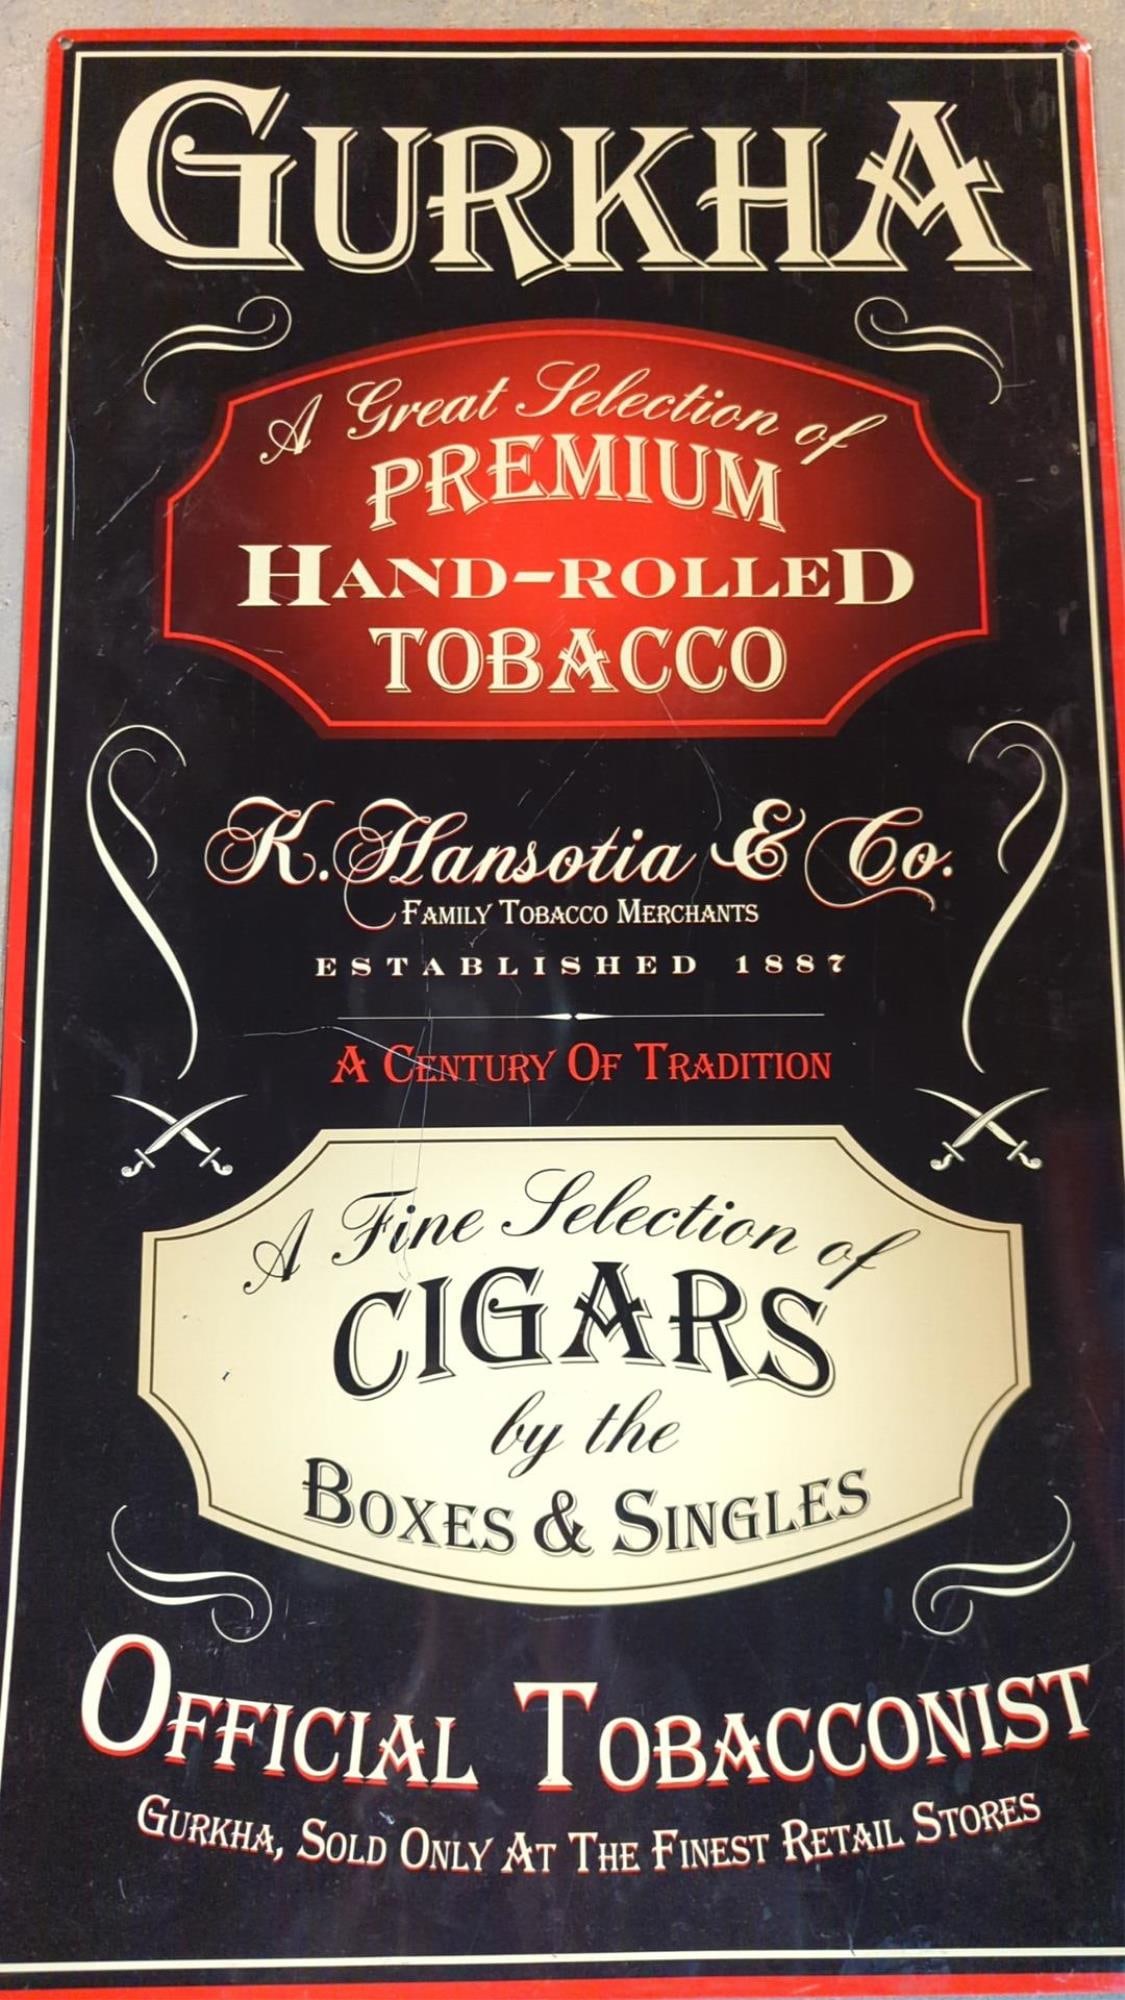 GURKHA
A Great Selection of
PREMIUM
HAND-ROLLED
TOBACCO
K. Hansotia & Co.
FAMILY TOBACCO MERCHANTS
ESTABLISHED 1887
A CENTURY OF TRADITION
A Fine Selection of
CIGARS
by the
BOXES & SINGLES
OFFICIAL TOBACCONIST
GURKHA, SOLD ONLY AT THE FINEST RETAIL STORES